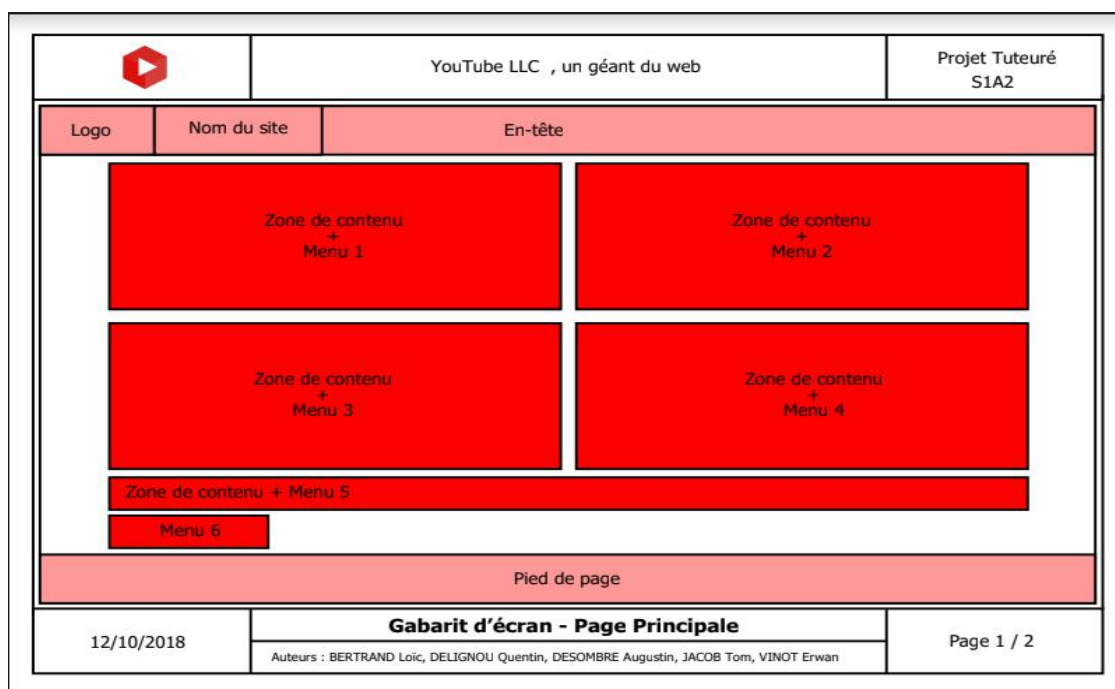 YouTube LLC , un géant du web
Projet Tuteuré
S1A2
Logo
Nom du site
En-tête
Zone de contenu
+
Menu 1
Zone de contenu
+
Menu 2
Zone de contenu
+
Menu 3
Zone de contenu
+
Menu 4
Zone de contenu + Menu 5
Menu 6
Pied de page
12/10/2018
Gabarit d’écran - Page Principale
Auteurs : BERTRAND Loïc, DELIGNOU Quentin, DESOMBRE Augustin, JACOB Tom, VINOT Erwan
Page 1 / 2